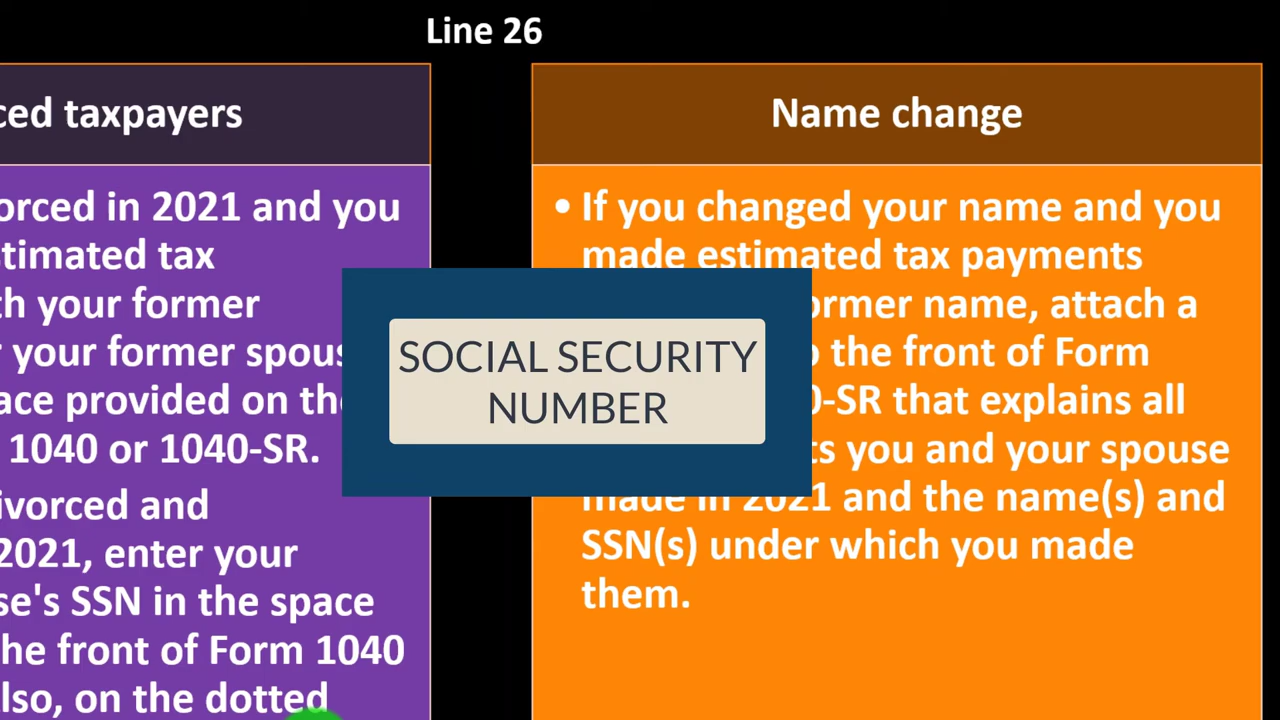 Line 26
ced taxpayers
orced in 2021 and you
timated tax
th your former
r your former spous
ace provided on the
1040 or 1040-SR.
ivorced and
2021, enter your
se's SSN in the space
he front of Form 1040
lso, on the dotted
Name change
• If you changed your name and you
made estimated tax payments
ormer name, attach a
o the front of Form
0-SR that explains all
ts you and your spouse
made in 2021 and the name(s) and
SSN(s) under which you made
them.
SOCIAL SECURITY
NUMBER